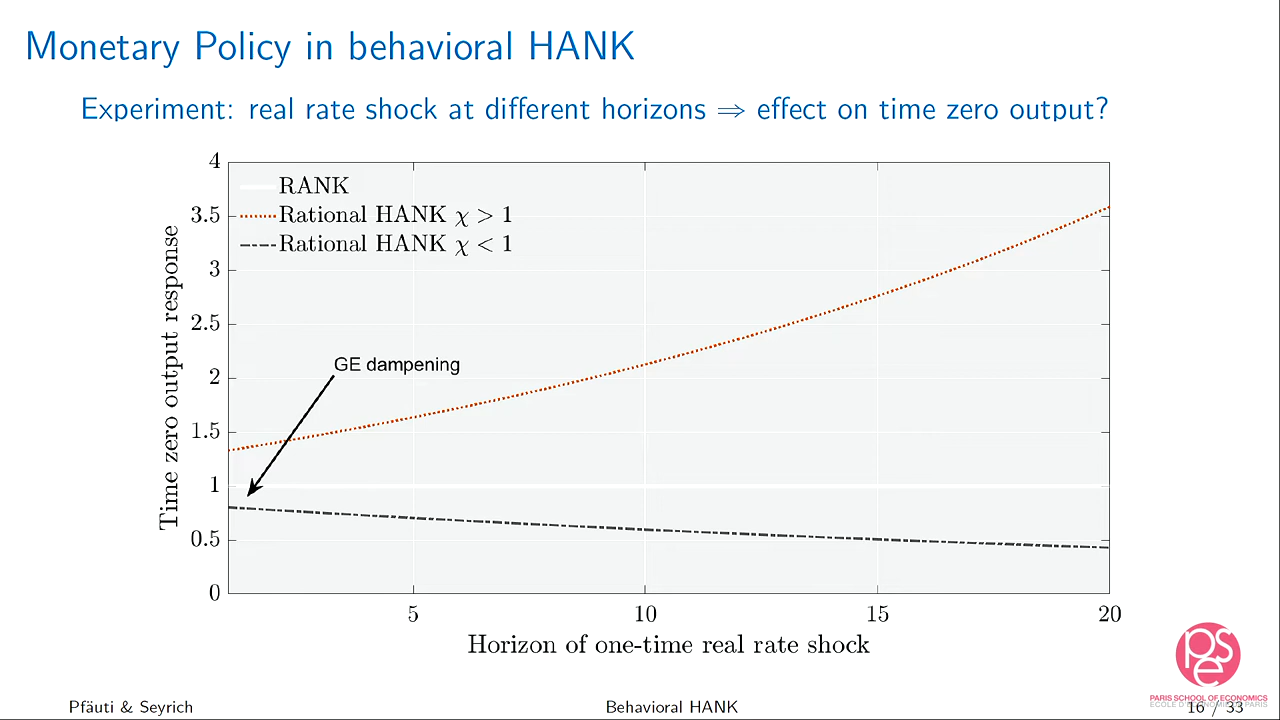 Monetary Policy in behavioral HANK
Experiment: real rate shock at different horizons ⇒ effect on time zero output?
4
3.5
3
2.5
2
1.5
1
0.5
0
Time zero output response
RANK
Rational HANK χ > 1
Rational HANK χ < 1
GE dampening
5
10
15
20
Horizon of one-time real rate shock
pse
PARIS SCHOOL OF ECONOMICS
ECOLE D'ECONOMIE DE PARIS
Pfäuti & Seyrich
Behavioral HANK
16 / 33